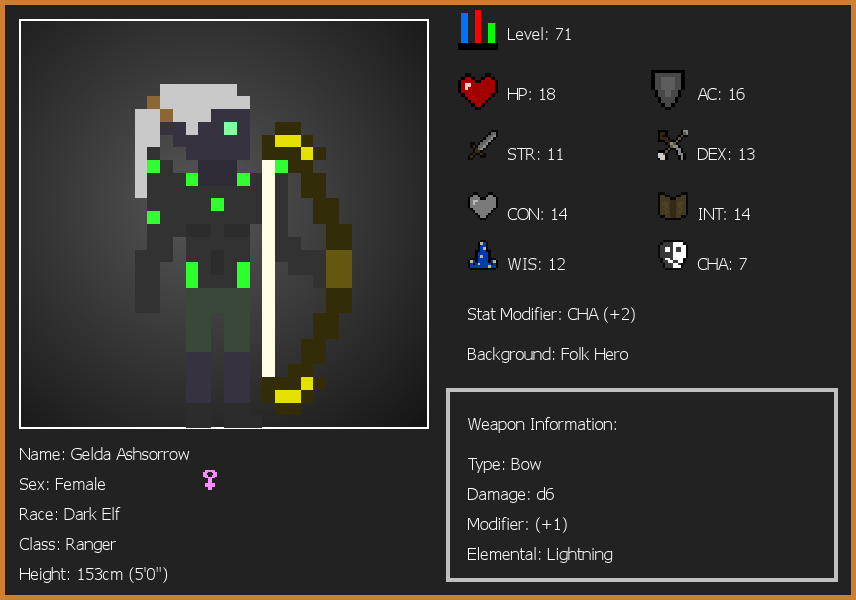 Level: 71
HP: 18
AC: 16
STR: 11
DEX: 13
CON: 14
INT: 14
WIS: 12
CHA: 7
Stat Modifier: CHA (+2)
Background: Folk Hero
Weapon Information:
Type: Bow
Damage: d6
Modifier: (+1)
Elemental: Lightning
Name: Gelda Ashsorrow
Sex: Female
Race: Dark Elf
Class: Ranger
Height: 153cm (5'0")